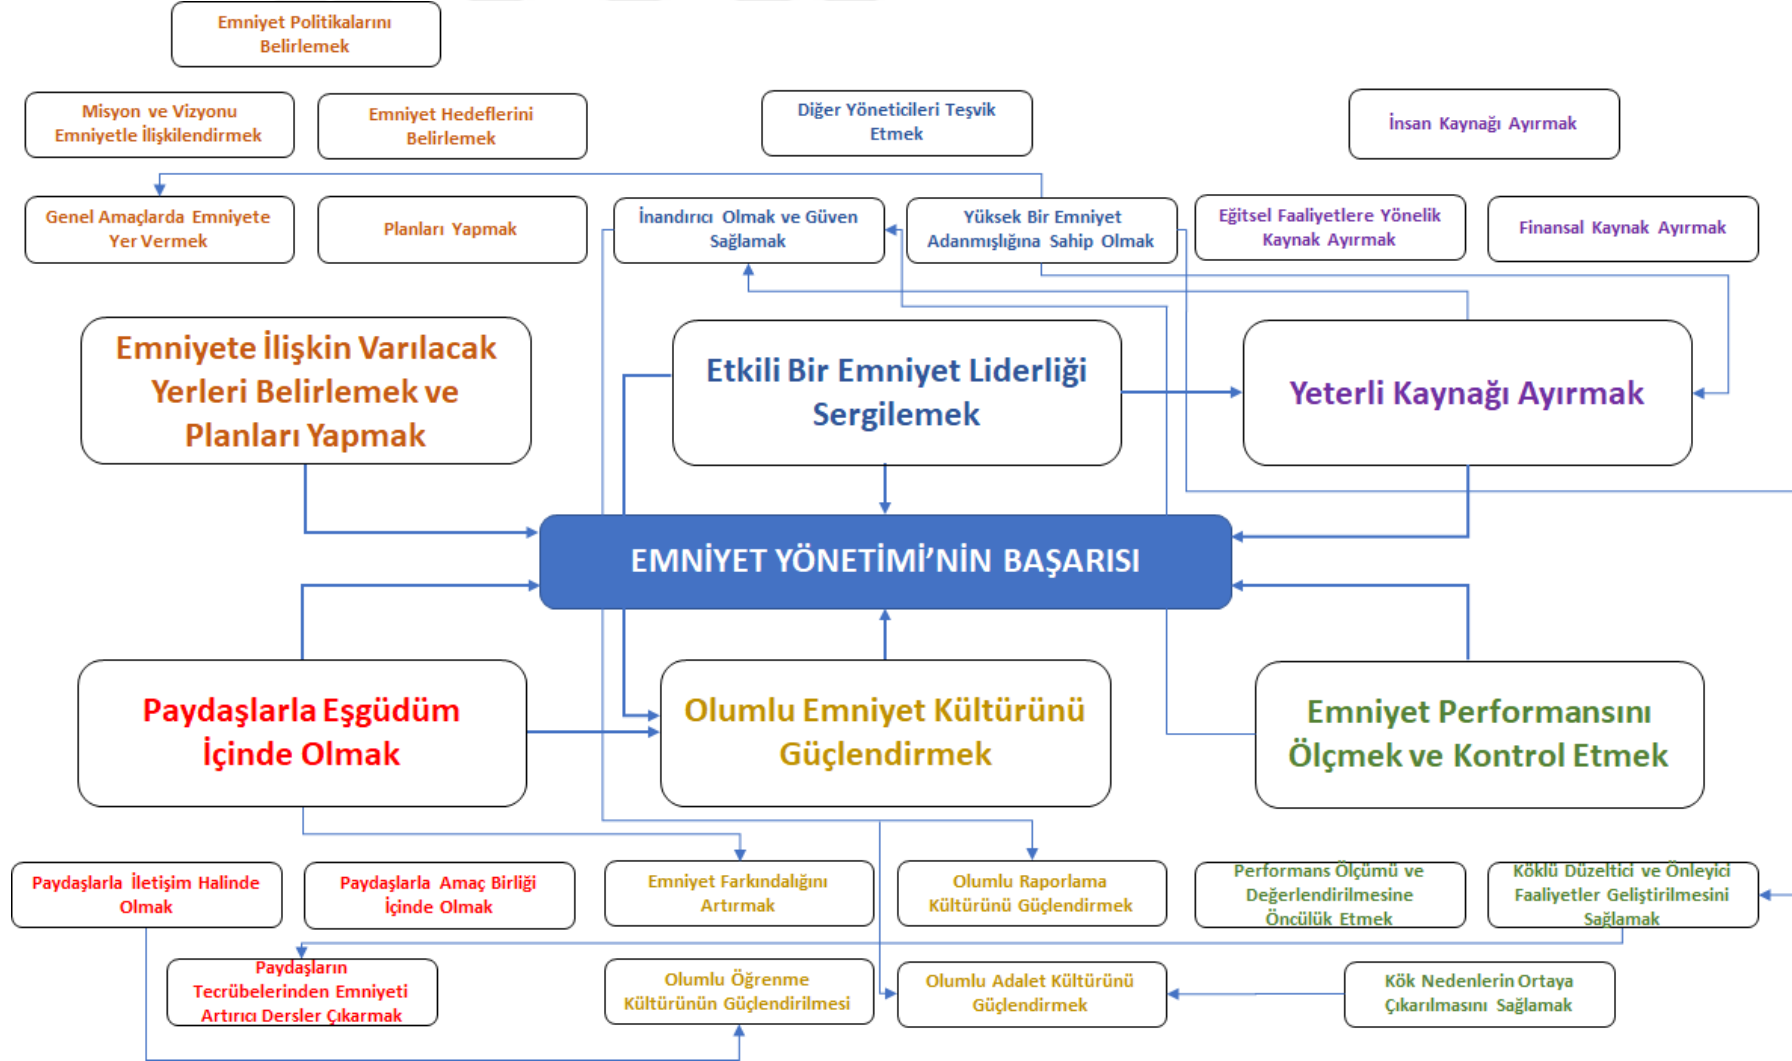 Emniyet Politikalarını
Belirlemek
Misyon ve Vizyonu
Emniyetle İlişkilendirmek
Emniyet Hedeflerini
Belirlemek
Diğer Yöneticileri Teşvik
Etmek
İnsan Kaynağı Ayırmak
Genel Amaçlarda Emniyete
Yer Vermek
Planları Yapmak
İnandırıcı Olmak ve Güven
Sağlamak
Yüksek Bir Emniyet
Adanmışlığına Sahip Olmak
Eğitsel Faaliyetlere Yönelik
Kaynak Ayırmak
Finansal Kaynak Ayırmak
Emniyete İlişkin Varılacak
Yerleri Belirlemek ve
Planları Yapmak
Etkili Bir Emniyet Liderliği
Sergilemek
Yeterli Kaynağı Ayırmak
EMNİYET YÖNETİMİ’NİN BAŞARISI
Paydaşlarla Eşgüdüm
İçinde Olmak
Olumlu Emniyet Kültürünü
Güçlendirmek
Emniyet Performansını
Ölçmek ve Kontrol Etmek
Paydaşlarla İletişim Halinde
Olmak
Paydaşlarla Amaç Birliği
İçinde Olmak
Emniyet Farkındalığını
Artırmak
Olumlu Raporlama
Kültürünü Güçlendirmek
Performans Ölçümü ve
Değerlendirilmesine
Öncülük Etmek
Köklü Düzeltici ve Önleyici
Faaliyetler Geliştirilmesini
Sağlamak
Paydaşların
Tecrübelerinden Emniyeti
Artırıcı Dersler Çıkarmak
Olumlu Öğrenme
Kültürünün Güçlendirilmesi
Olumlu Adalet Kültürünü
Güçlendirmek
Kök Nedenlerin Ortaya
Çıkarılmasını Sağlamak